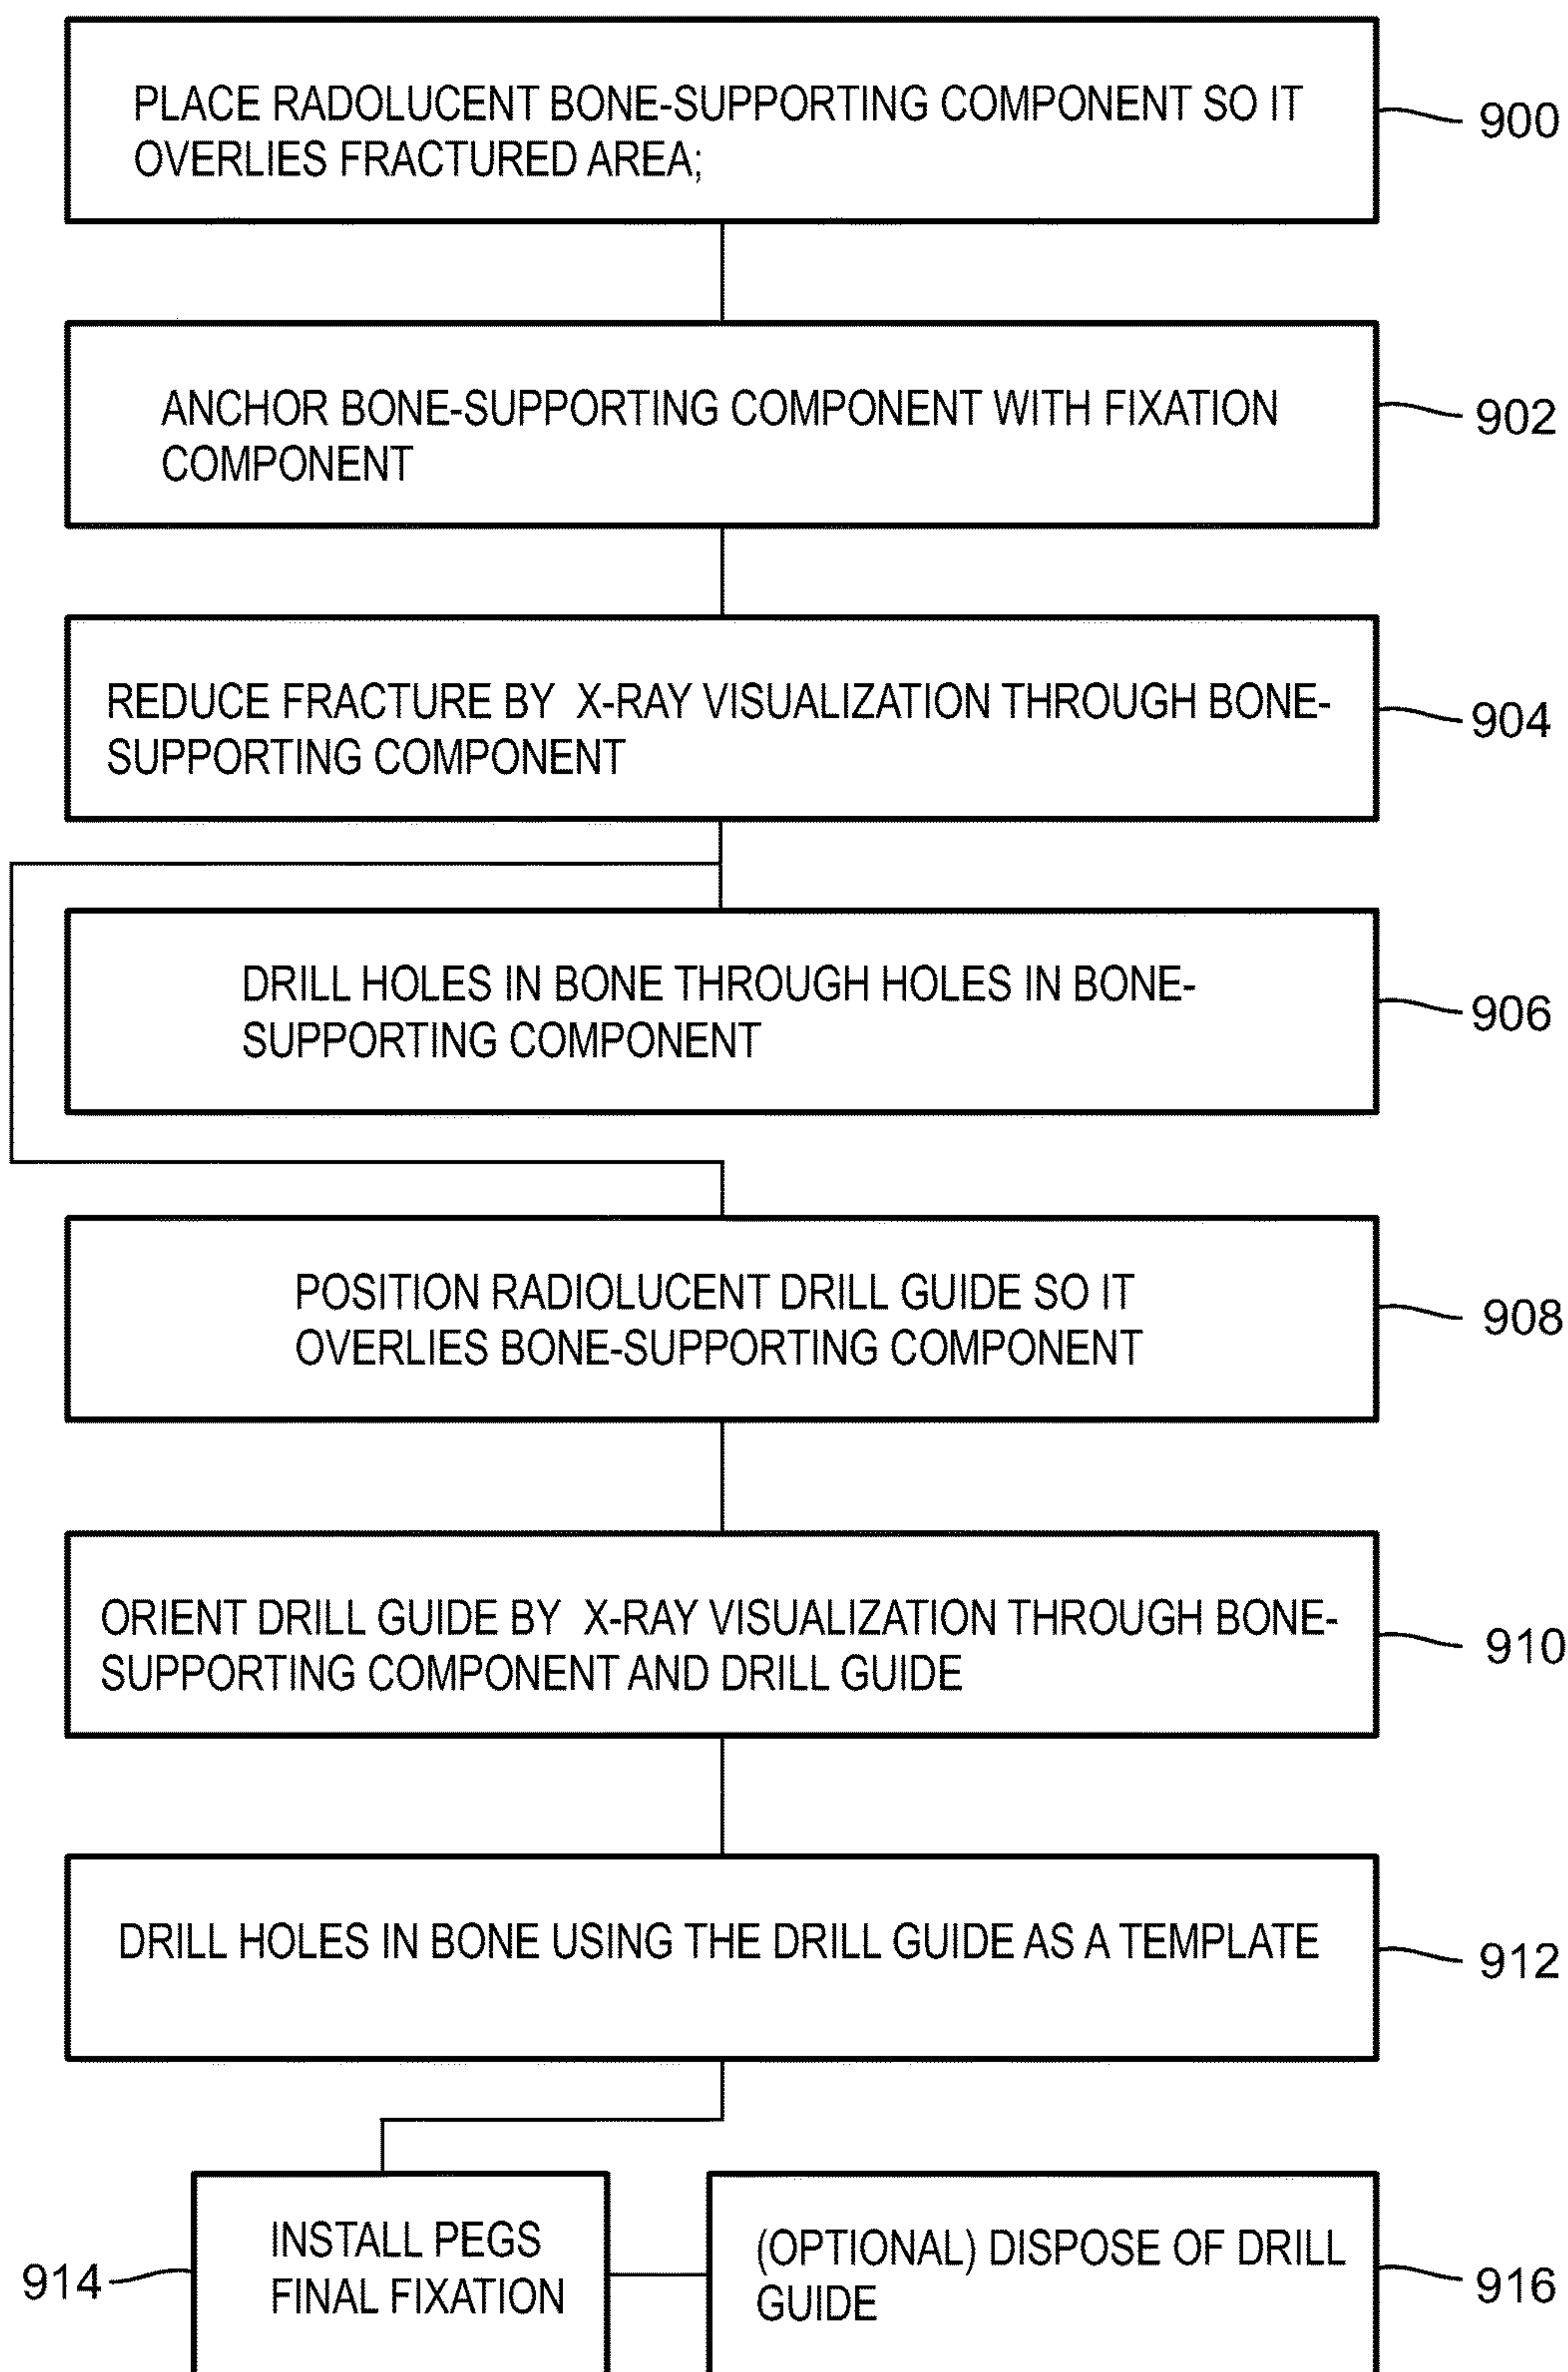 PLACE RADOLUCENT BONE-SUPPORTING COMPONENT SO IT
OVERLIES FRACTURED AREA;
900
ANCHOR BONE-SUPPORTING COMPONENT WITH FIXATION
COMPONENT
902
REDUCE FRACTURE BY X-RAY VISUALIZATION THROUGH BONE-
SUPPORTING COMPONENT
904
DRILL HOLES IN BONE THROUGH HOLES IN BONE-
SUPPORTING COMPONENT
906
POSITION RADIOLUCENT DRILL GUIDE SO IT
OVERLIES BONE-SUPPORTING COMPONENT
908
ORIENT DRILL GUIDE BY X-RAY VISUALIZATION THROUGH BONE-
SUPPORTING COMPONENT AND DRILL GUIDE
910
DRILL HOLES IN BONE USING THE DRILL GUIDE AS A TEMPLATE
912
914
INSTALL PEGS
FINAL FIXATION
(OPTIONAL) DISPOSE OF DRILL
GUIDE
916